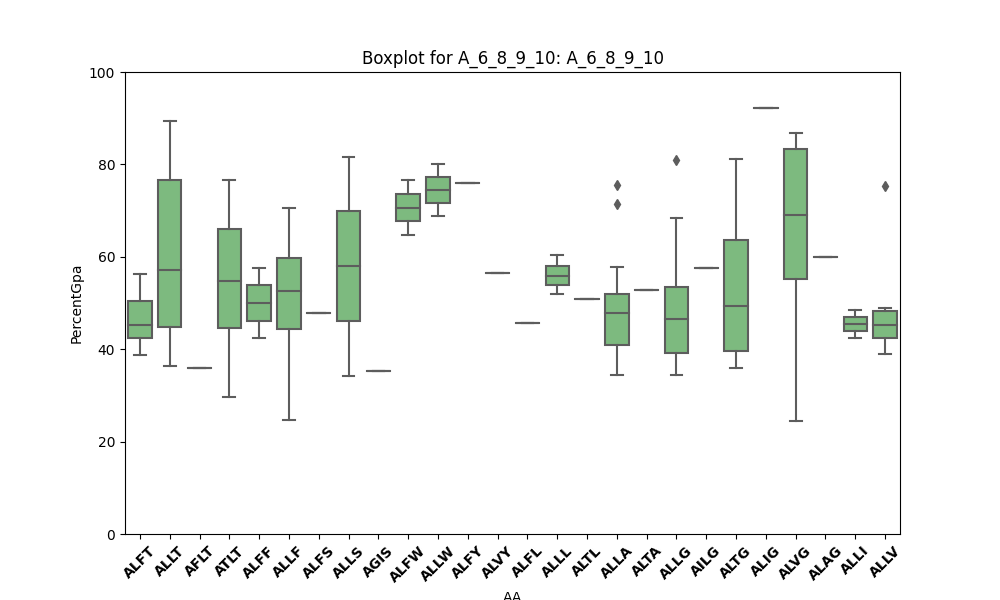 Boxplot for A_6_8_9_10: A_6_8_9_10
PercentGpa
100
80
60
40
20
0
ALFT ALLT AFLT ATLT ALFF ALLF ALFS ALLS AGIS ALFW ALLW ALFY ALVY ALFL ALLL ALTL ALLA ALTA ALLG AILG ALTG ALIG ALVG ALAG ALLI ALLV
AA